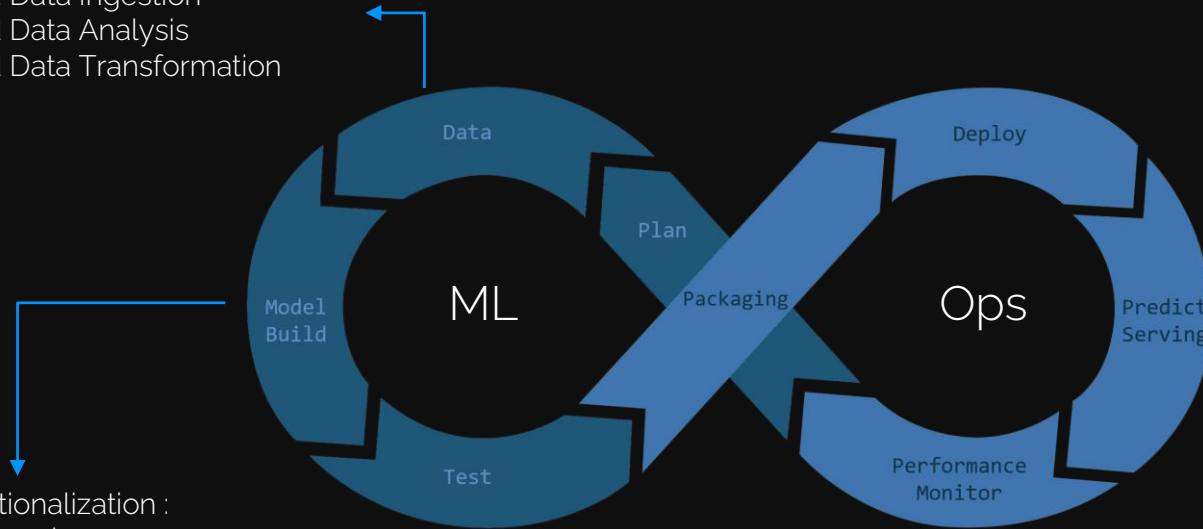 Data Ingestion
Data Analysis
Data Transformation
Data
Deploy
Plan
ML
Packaging
Ops
Model
Build
Predict
Serving
Test
Performance
Monitor
tionalization :